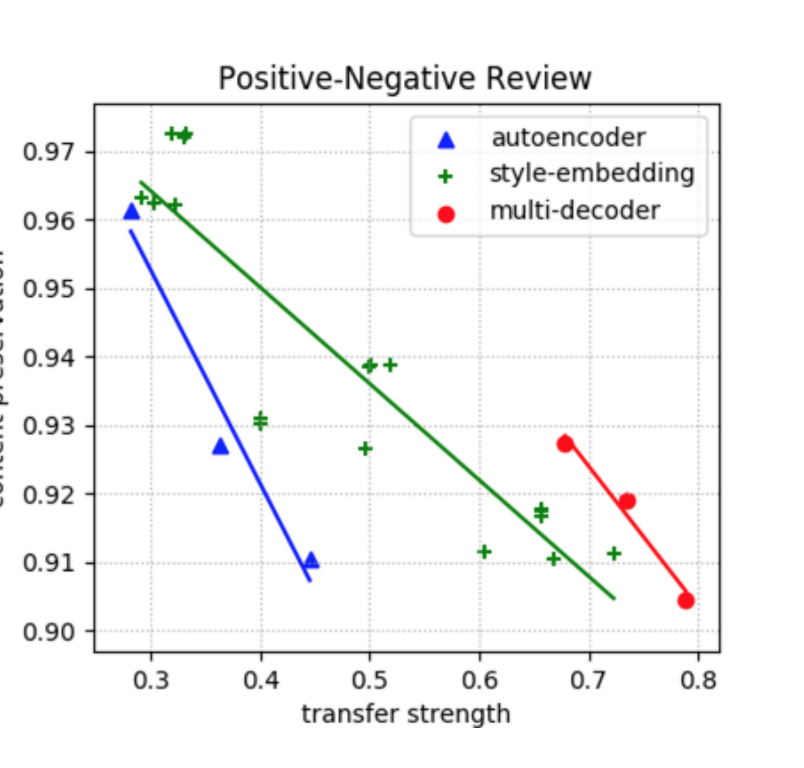 Positive-Negative Review
autoencoder
style-embedding
multi-decoder
0.97
0.96
0.95
0.94
0.93
0.92
0.91
0.90
0.3 0.4 0.5 0.6 0.7 0.8
transfer strength